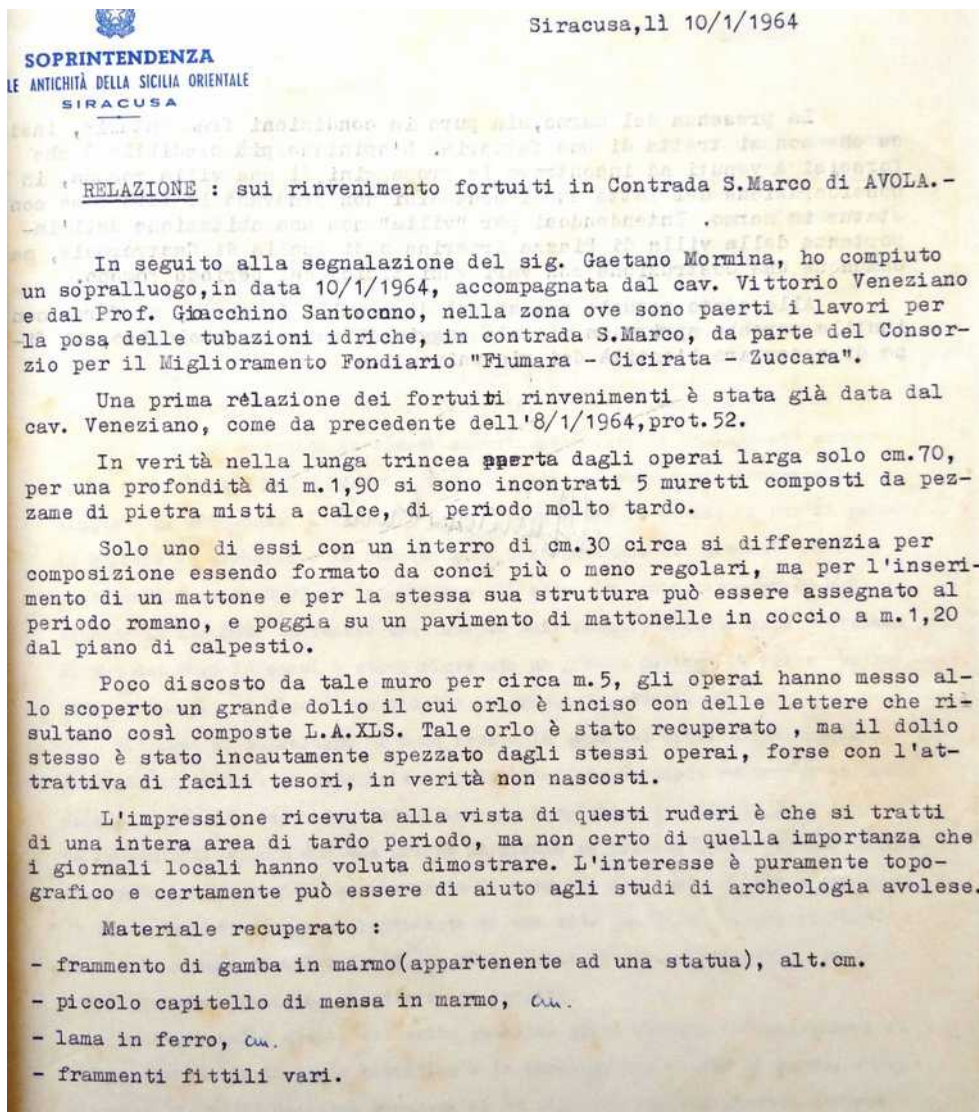 Siracusa,lì 10/1/1964
SOPRINTENDENZA
LE ANTICHITÀ DELLA SICILIA ORIENTALE
SIRACUSA
RELAZIONE : sui rinvenimento fortuiti in Contrada S.Marco di AVOLA.-
In seguito alla segnalazione del sig. Gaetano Mormina, ho compiuto
un sopralluogo,in data 10/1/1964, accompagnata dal cav. Vittorio Veneziano
e dal Prof. Gioacchino Santocono, nella zona ove sono paerti i lavori per
la posa delle tubazioni idriche, in contrada S.Marco, da parte del Consor-
zio per il Miglioramento Fondiario "Fiumara - Cicirata - Zuccara".
Una prima relazione dei fortuiti rinvenimenti è stata già data dal
cav. Veneziano, come da precedente dell'8/1/1964,prot.52.
In verità nella lunga trincea aperta dagli operai larga solo cm.70,
per una profondità di m.1,90 si sono incontrati 5 muretti composti da pez-
zame di pietra misti a calce, di periodo molto tardo.
Solo uno di essi con un interro di cm.30 circa si differenzia per
composizione essendo formato da conci più o meno regolari, ma per l'inseri-
mento di un mattone e per la stessa sua struttura può essere assegnato al
periodo romano, e poggia su un pavimento di mattonelle in coccio a m.1,20
dal piano di calpestio.
Poco discosto da tale muro per circa m.5, gli operai hanno messo al-
lo scoperto un grande dolio il cui orlo è inciso con delle lettere che ri-
sultano così composte L.A.XLS. Tale orlo è stato recuperato , ma il dolio
stesso è stato incautamente spezzato dagli stessi operai, forse con l'at-
trattiva di facili tesori, in verità non nascosti.
L'impressione ricevuta alla vista di questi ruderi è che si tratti
di una intera area di tardo periodo, ma non certo di quella importanza che
i giornali locali hanno voluta dimostrare. L'interesse è puramente topo-
grafico e certamente può essere di aiuto agli studi di archeologia avolese.
Materiale recuperato :
- frammento di gamba in marmo(appartenente ad una statua), alt.cm.
- piccolo capitello di mensa in marmo, cm.
- lama in ferro, cm.
- frammenti fittili vari.